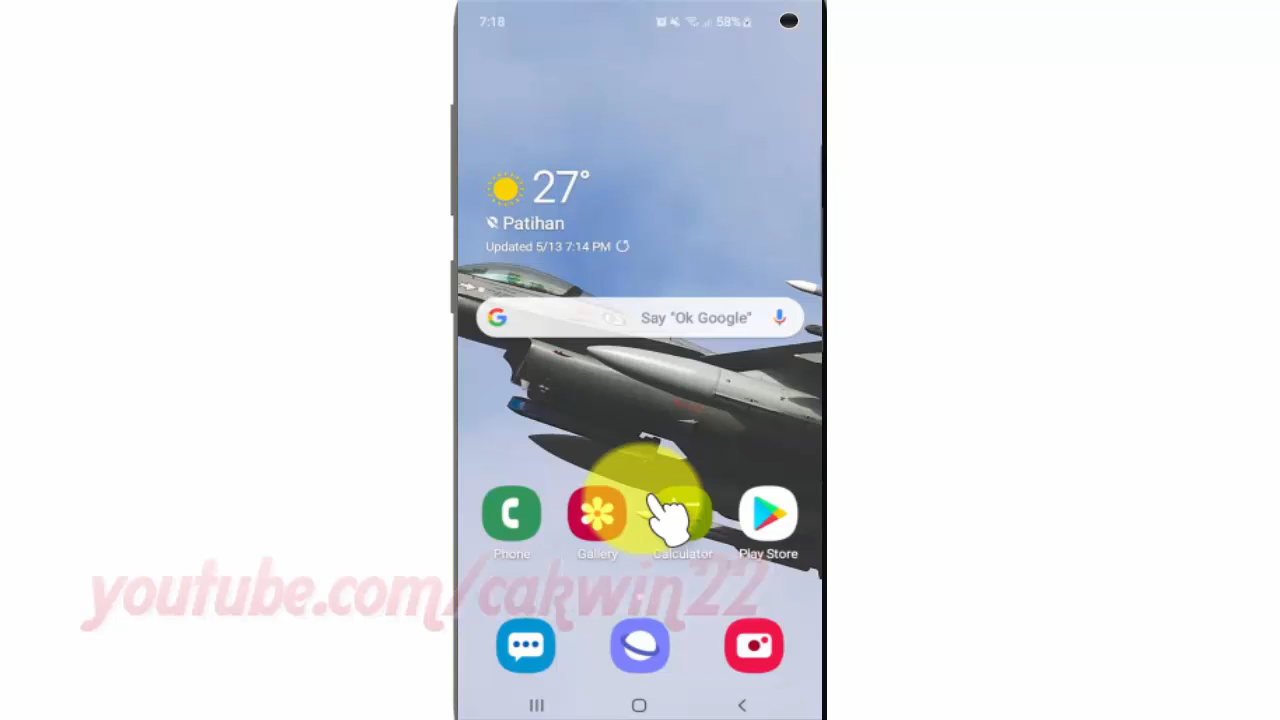 7:18
58%
27°
Patihan
Updated 5/13 7:14 PM
Say "Ok Google"
Phone
Gallery
Calculator
Play Store
youtube.com/cakwin22